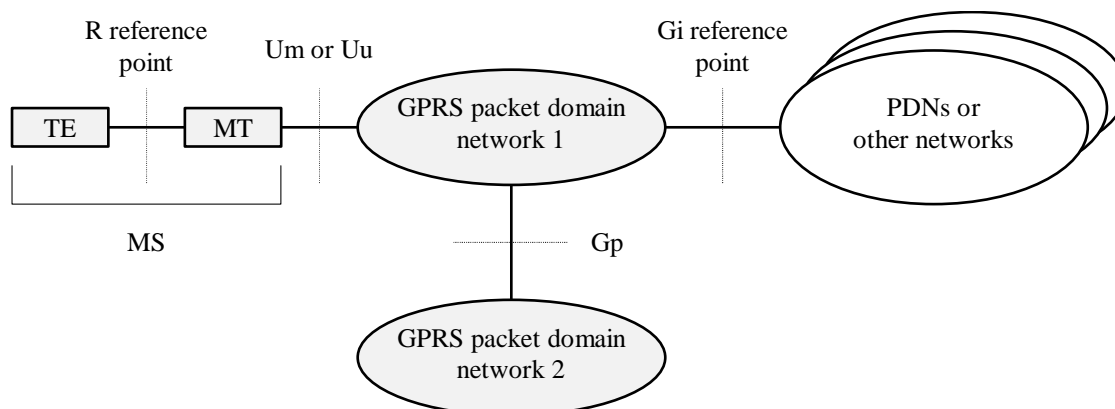 R reference
point
Um or Uu
Gi reference
point
TE
MT
GPRS packet domain
network 1
PDNs or
other networks
MS
Gp
GPRS packet domain
network 2